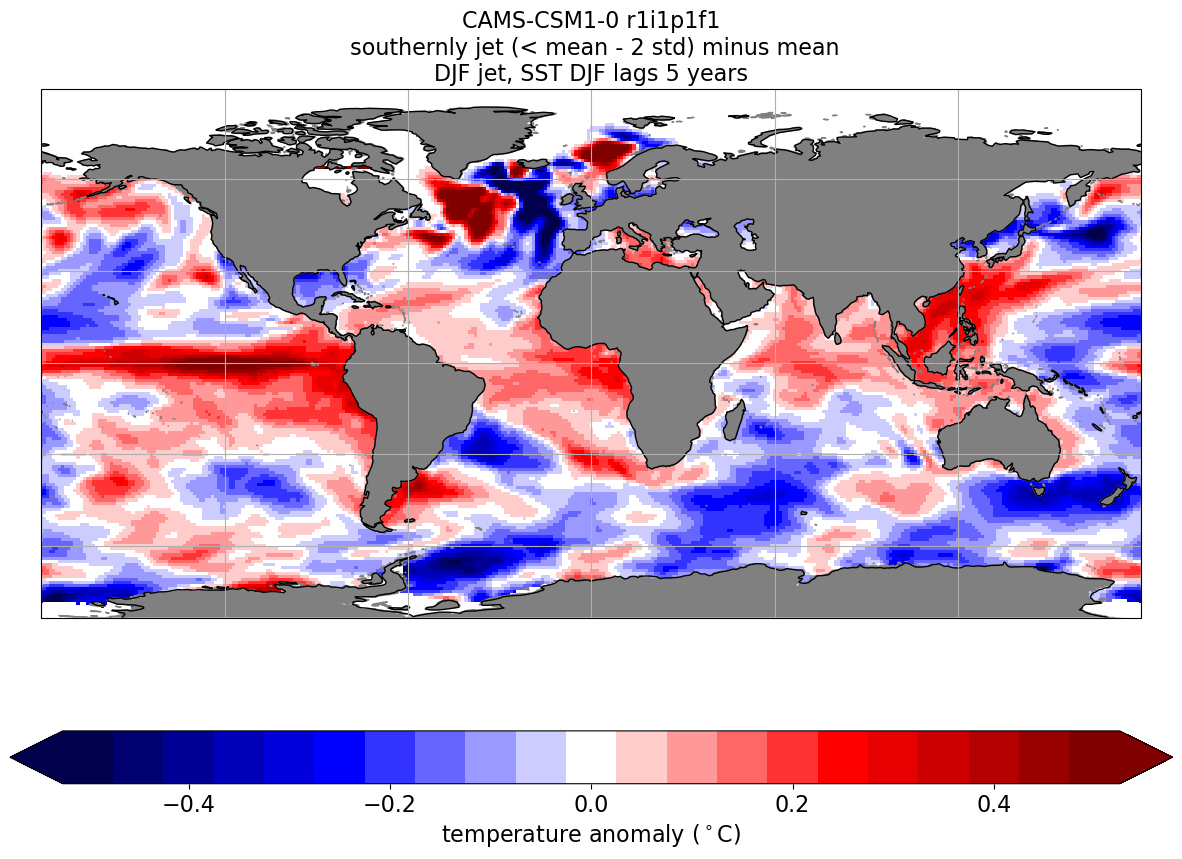 CAMS-CSM1-0 r1i1p1f1
southernly jet (< mean - 2 std) minus mean
DJF jet, SST DJF lags 5 years
−0.4 −0.2 0.0 0.2 0.4
temperature anomaly (°C)